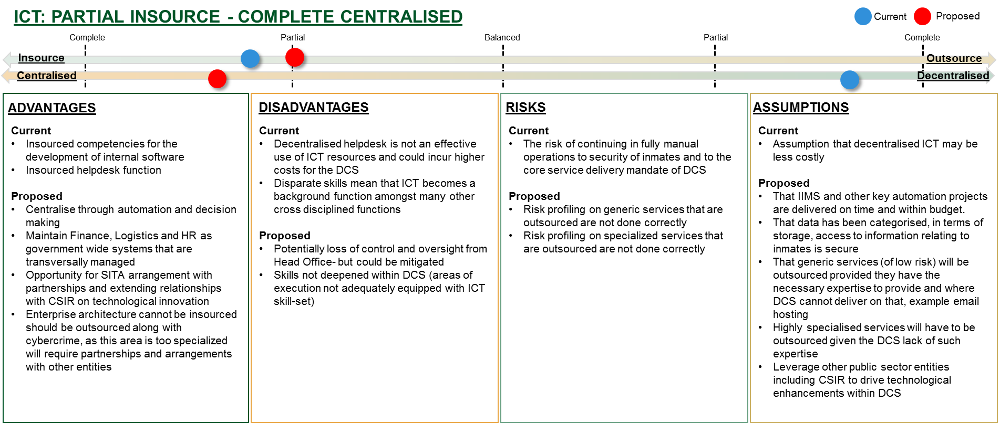 ICT: PARTIAL INSOURCE - COMPLETE CENTRALISED
Current
Proposed
Complete
Partial
Balanced
Partial
Complete
Insource
Outsource
Centralised
Decentralised
ADVANTAGES
Current
• Insourced competencies for the
development of internal software
• Insourced helpdesk function
Proposed
• Centralise through automation and decision
making
• Maintain Finance, Logistics and HR as
government wide systems that are
transversally managed
• Opportunity for SITA arrangement with
partnerships and extending relationships
with CSIR on technological innovation
• Enterprise architecture cannot be insourced
should be outsourced along with
cybercrime, as this area is too specialized
will require partnerships and arrangements
with other entities
DISADVANTAGES
Current
• Decentralised helpdesk is not an effective
use of ICT resources and could incur higher
costs for the DCS
• Disparate skills mean that ICT becomes a
background function amongst many other
cross disciplined functions
Proposed
• Potentially loss of control and oversight from
Head Office- but could be mitigated
• Skills not deepened within DCS (areas of
execution not adequately equipped with ICT
skill-set)
RISKS
Current
• The risk of continuing in fully manual
operations to security of inmates and to the
core service delivery mandate of DCS
Proposed
• Risk profiling on generic services that are
outsourced are not done correctly
• Risk profiling on specialized services that
are outsourced are not done correctly
ASSUMPTIONS
Current
• Assumption that decentralised ICT may be
less costly
Proposed
• That IIMS and other key automation projects
are delivered on time and within budget.
• That data has been categorised, in terms of
storage, access to information relating to
inmates is secure
• That generic services (of low risk) will be
outsourced provided they have the
necessary expertise to provide and where
DCS cannot deliver on that, example email
hosting
• Highly specialised services will have to be
outsourced given the DCS lack of such
expertise
• Leverage other public sector entities
including CSIR to drive technological
enhancements within DCS